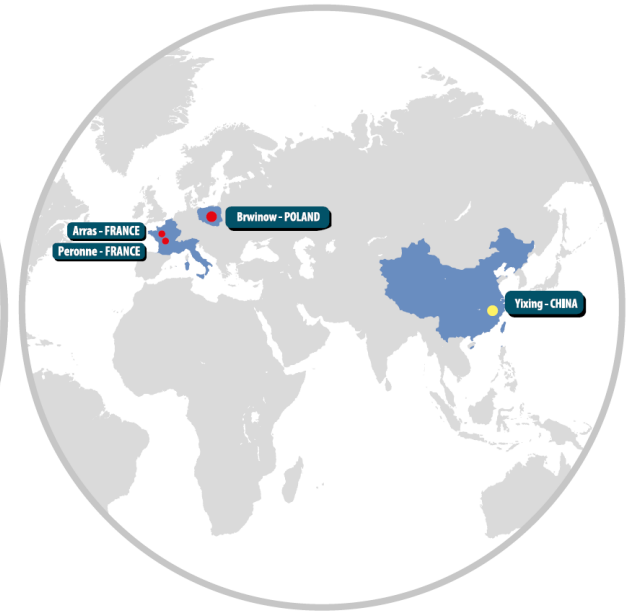 Arras - FRANCE
Peronne - FRANCE
Brwinow - POLAND
Yixing - CHINA